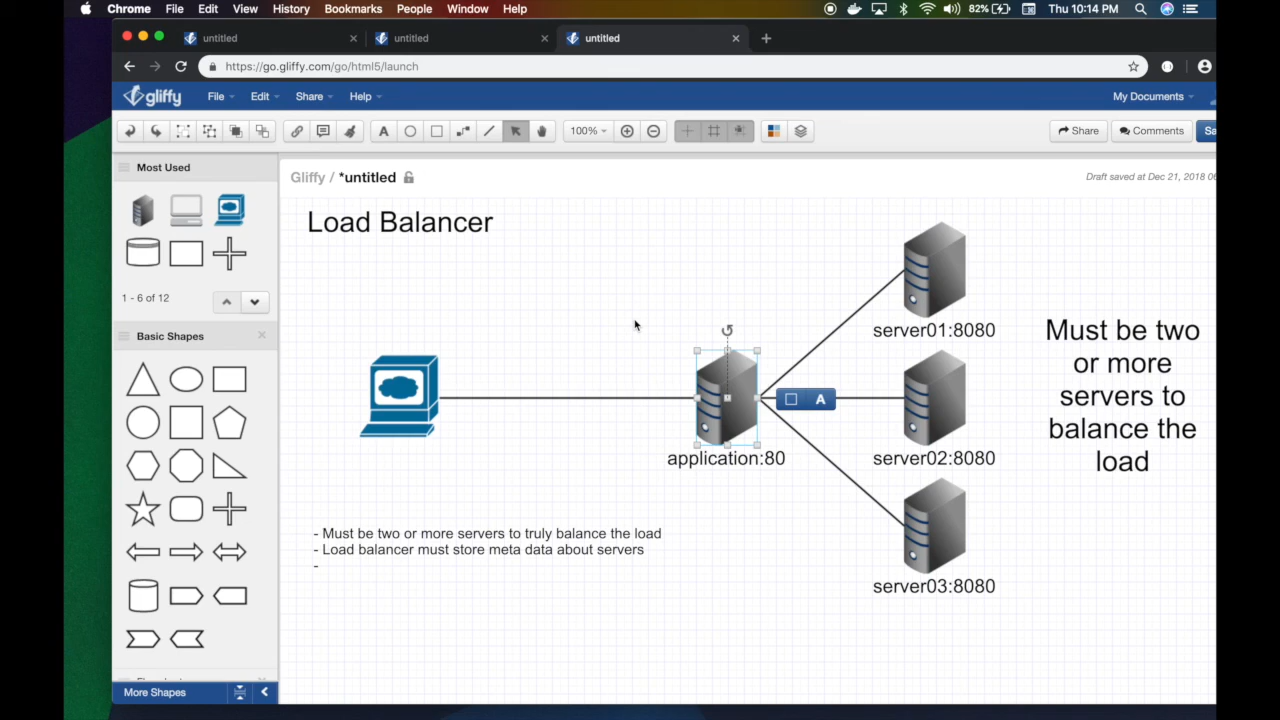 Chrome File Edit View History Bookmarks People Window Help 82% Thu 10:14 PM
untitled untitled untitled
https://go.gliffy.com/go/html5/launch
gliffy File Edit Share Help My Documents
A 100% Share Comments Sa
Most Used
Gliffy / *untitled
Draft saved at Dec 21, 2018
Load Balancer
1 - 6 of 12
Basic Shapes
server01:8080
Must be two
or more
servers to
balance the
load
A
application:80
server02:8080
- Must be two or more servers to truly balance the load
- Load balancer must store meta data about servers
-
server03:8080
More Shapes